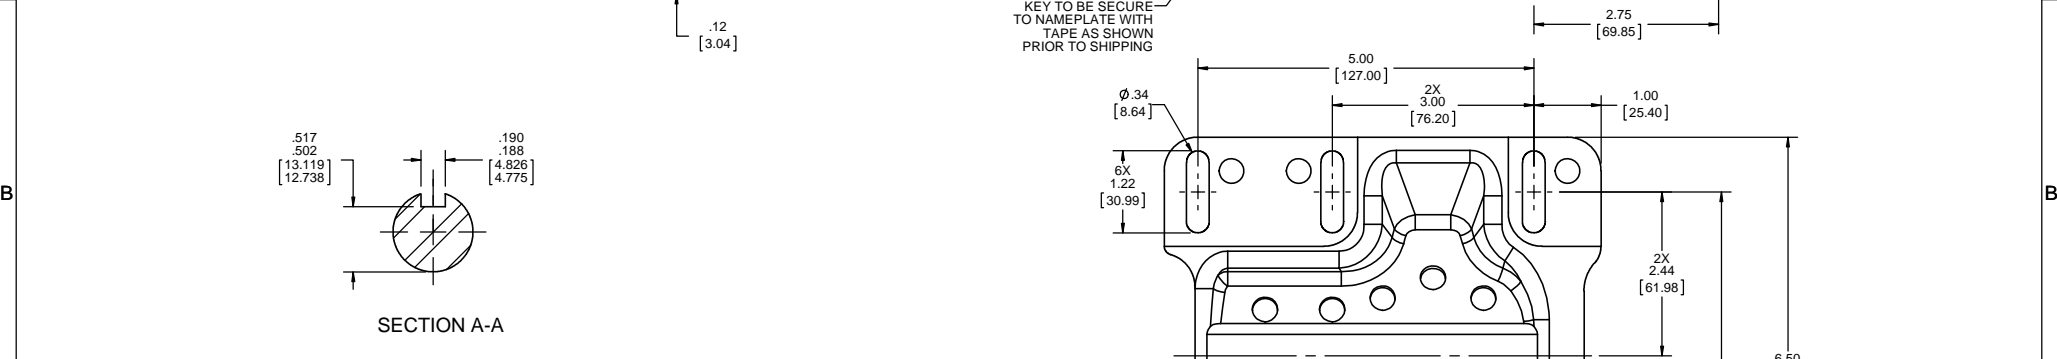 KEY TO BE SECURE
TO NAMEPLATE WITH
TAPE AS SHOWN
PRIOR TO SHIPPING
.12
[3.04]
2.75
[69.85]
5.00
[127.00]
Ø.34
[8.64]
2X
3.00
[76.20]
1.00
[25.40]
.517
.502
[13.119
12.738]
.190
.188
[4.826
4.775]
6X
1.22
[30.99]
B
B
2X
2.44
[61.98]
SECTION A-A
6.50